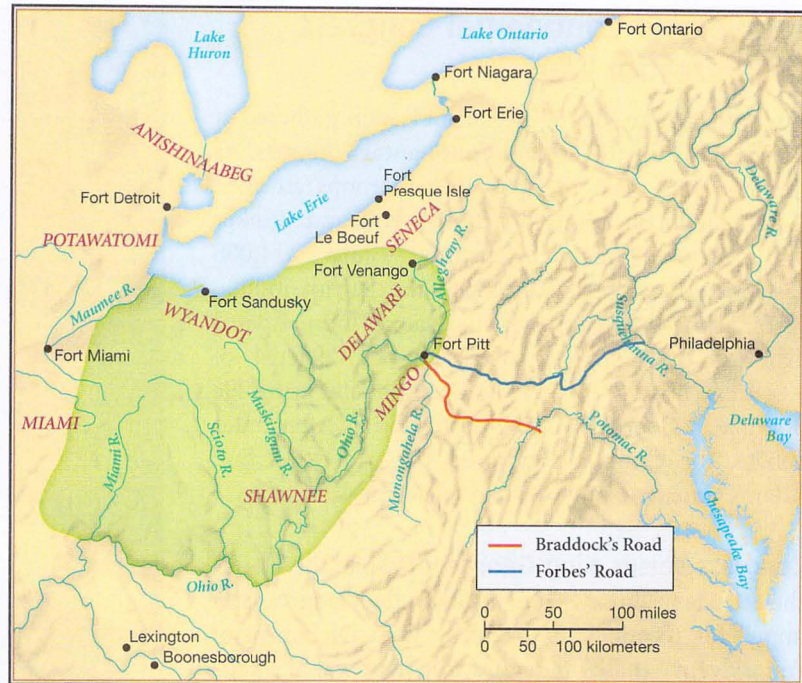 Lake
Huron
Lake Ontario
Fort Ontario
Fort Niagara
Fort Erie
ANISHINAABEG
Fort
Presque Isle
Fort Detroit
Lake Erie
Fort
Le Boeuf
SENECA
Delaware R.
POTAWATOMI
Fort Venango
Allegheny R.
Maumee R.
Fort Sandusky
WYANDOT
DELAWARE
Susquehanna R.
Fort Miami
Fort Pitt
Philadelphia
MINGO
MIAMI
Miami R.
Scioto R.
Muskingum R.
Ohio R.
Monongahela R.
Potomac R.
Delaware
Bay
SHAWNEE
Chesapeake Bay
Braddock's Road
Forbes' Road
Ohio R.
0 50 100 miles
0 50 100 kilometers
Lexington
Boonesborough